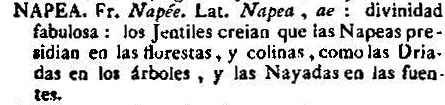 NAPEA. Fr. Napée. Lat. Napea, ae: divinidad
fabulosa: los Jentiles creian que las Napeas pre-
sidian en las florestas, y colinas, como las Dria-
das en los árboles, y las Nayadas en las fuen-
tes.